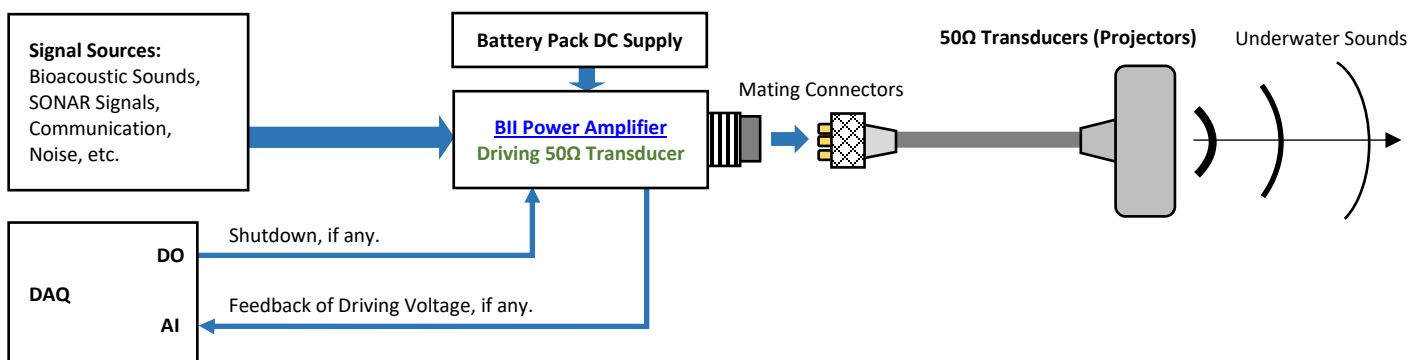 Signal Sources:
Bioacoustic Sounds,
SONAR Signals,
Communication,
Noise, etc.
Battery Pack DC Supply
BII Power Amplifier
Driving 50Ω Transducer
Mating Connectors
50Ω Transducers (Projectors)
Underwater Sounds
DAQ
DO
AI
Shutdown, if any.
Feedback of Driving Voltage, if any.